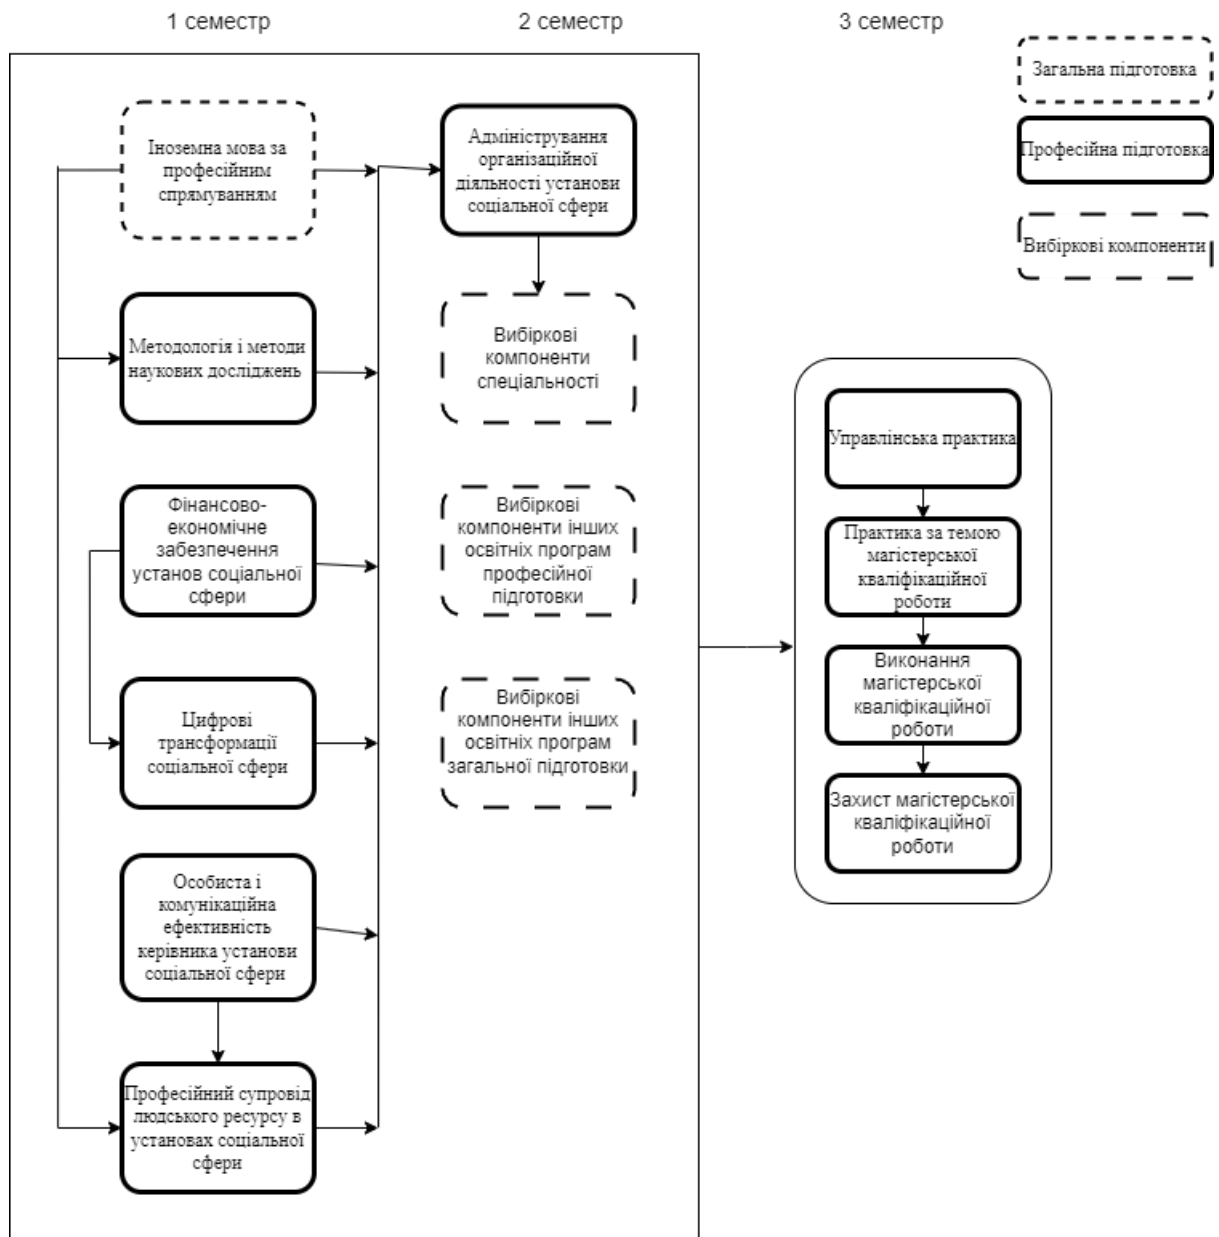 1 семестр
2 семестр
3 семестр
Загальна підготовка
Професійна підготовка
Вибіркові компоненти
Іноземна мова за
професійним
спрямуванням
Методологія і методи
наукових досліджень
Фінансово-
економічне
забезпечення
установ соціальної
сфери
Цифрові
трансформації
соціальної сфери
Особиста і
комунікаційна
ефективність
керівника установи
соціальної сфери
Професійний супровід
людського ресурсу в
установах соціальної
сфери
Адміністрування
організаційної
діяльності установи
соціальної сфери
Вибіркові
компоненти
спеціальності
Вибіркові
компоненти інших
освітніх програм
професійної
підготовки
Вибіркові
компоненти інших
освітніх програм
загальної підготовки
Управлінська практика
Практика за темою
магістерської
кваліфікаційної
роботи
Виконання
магістерської
кваліфікаційної
роботи
Захист магістерської
кваліфікаційної
роботи